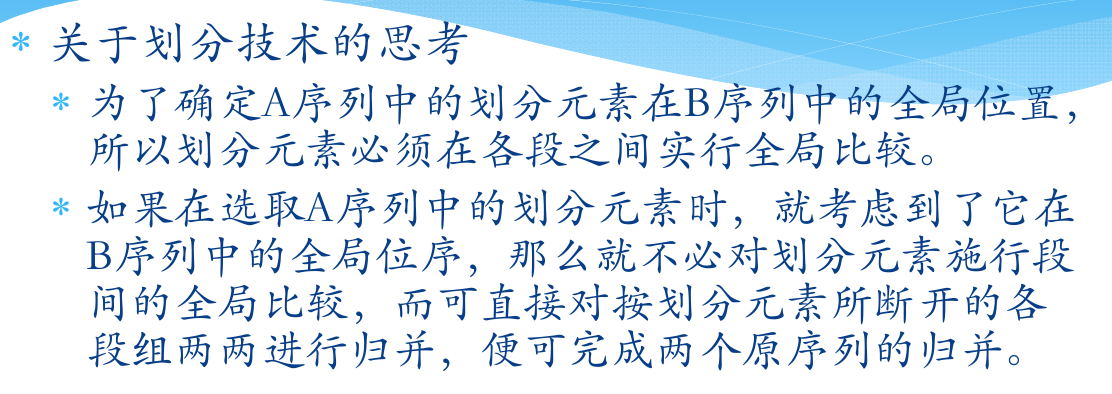 * 关于划分技术的思考
* 为了确定A序列中的划分元素在B序列中的全局位置，
所以划分元素必须在各段之间实行全局比较。
* 如果在选取A序列中的划分元素时，就考虑到了它在
B序列中的全局位序，那么就不必对划分元素施行段
间的全局比较，而可直接对按划分元素所断开的各
段组两两进行归并，便可完成两个原序列的归并。